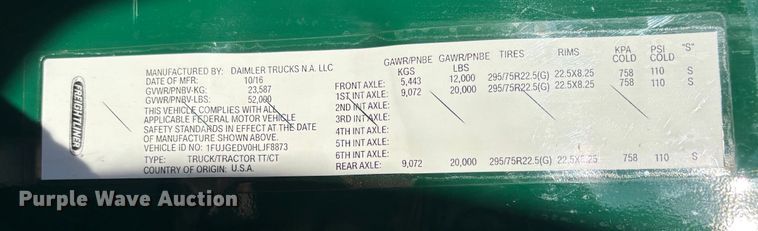 FREIGHTLINER
MANUFACTURED BY: DAIMLER TRUCKS N.A. LLC
DATE OF MFR: 10/16
GVWR/PNBV-KG: 23,587
GVWR/PNBV-LBS: 52,000
THIS VEHICLE COMPLIES WITH ALL
APPLICABLE FEDERAL MOTOR VEHICLE
SAFETY STANDARDS IN EFFECT AT THE DATE
OF MANUFACTURE SHOWN ABOVE.
VEHICLE ID NO: 1FUJGEDV0HLJF8873
TYPE: TRUCK/TRACTOR TT/CT
COUNTRY OF ORIGIN: U.S.A.
GAWR/PNBE KGS GAWR/PNBE LBS TIRES RIMS KPA COLD PSI COLD "S"
FRONT AXLE: 5,443 12,000 295/75R22.5(G) 22.5X8.25 758 110 S
1ST INT AXLE: 9,072 20,000 295/75R22.5(G) 22.5X8.25 758 110 S
2ND INT AXLE:
3RD INT AXLE:
4TH INT AXLE:
5TH INT AXLE:
6TH INT AXLE:
REAR AXLE: 9,072 20,000 295/75R22.5(G) 22.5X8.25 758 110 S
Purple Wave Auction